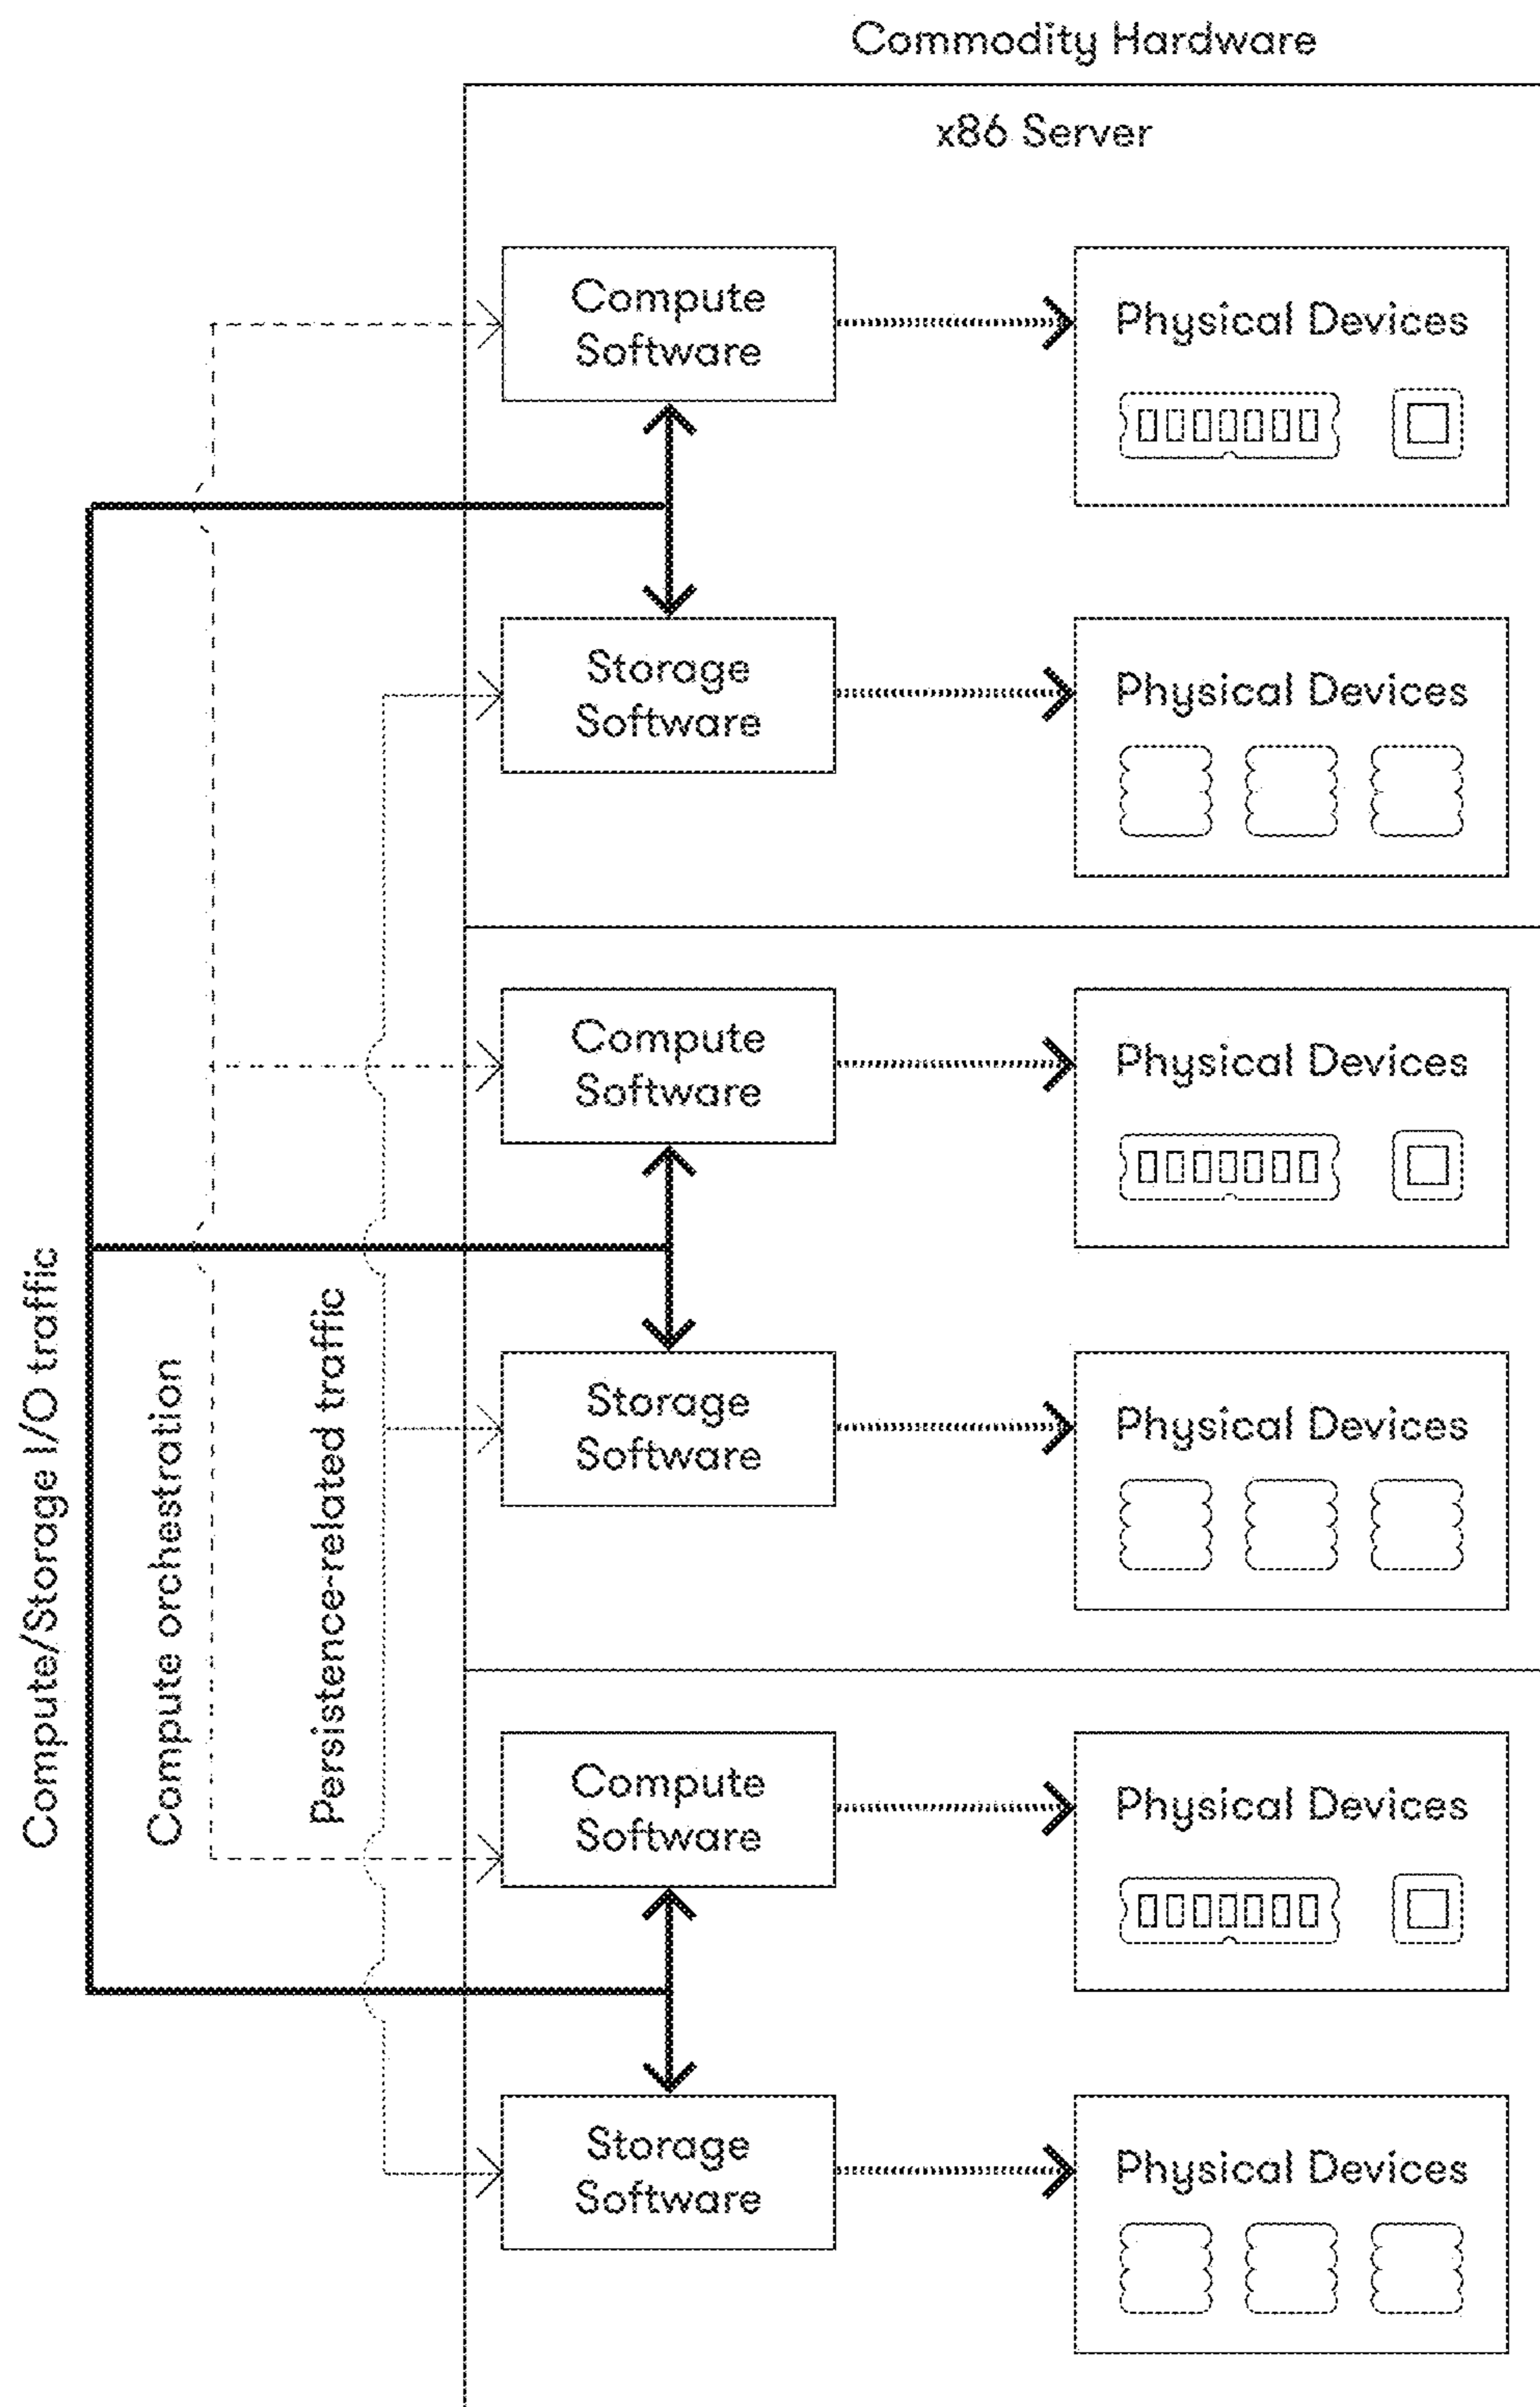 Commodity Hardware
x86 Server
Compute
Software
Physical Devices
Storage
Software
Physical Devices
Compute
Software
Physical Devices
Storage
Software
Physical Devices
Compute
Software
Physical Devices
Storage
Software
Physical Devices
Compute/Storage I/O traffic
Compute orchestration
Persistence-related traffic